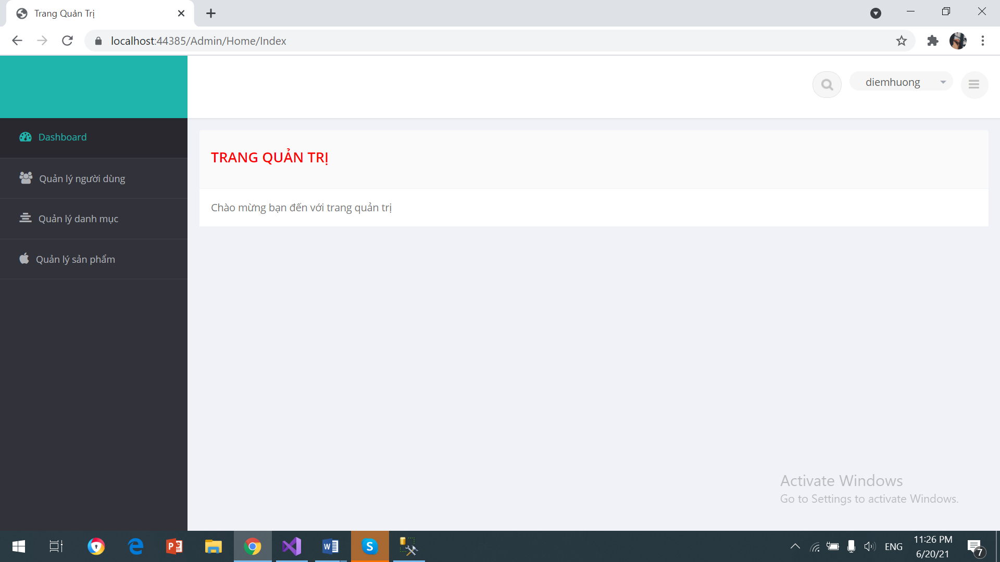 Trang Quản Trị
localhost:44385/Admin/Home/Index
diemhuong
Dashboard
Quản lý người dùng
Quản lý danh mục
Quản lý sản phẩm
TRANG QUẢN TRỊ
Chào mừng bạn đến với trang quản trị
Activate Windows
Go to Settings to activate Windows.
ENG
11:26 PM
6/20/21
7